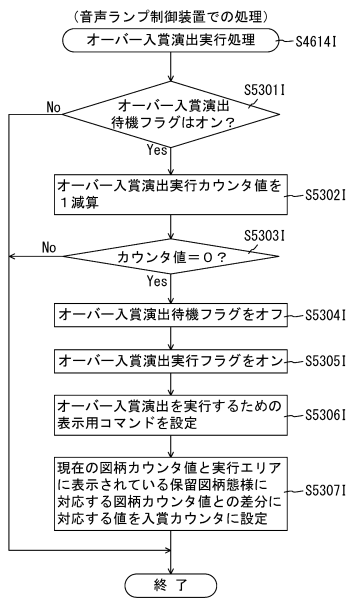 （音声ランプ制御装置での処理）
オーバー入賞演出実行処理
S4614I
S5301I
オーバー入賞演出
待機フラグはオン？
No
Yes
オーバー入賞演出実行カウンタ値を
１減算
S5302I
S5303I
カウンタ値＝０？
No
Yes
オーバー入賞演出待機フラグをオフ
S5304I
オーバー入賞演出実行フラグをオン
S5305I
オーバー入賞演出を実行するための
表示用コマンドを設定
S5306I
現在の図柄カウンタ値と実行エリア
に表示されている保留図柄態様に
対応する図柄カウンタ値との差分に
対応する値を入賞カウンタに設定
S5307I
終 了